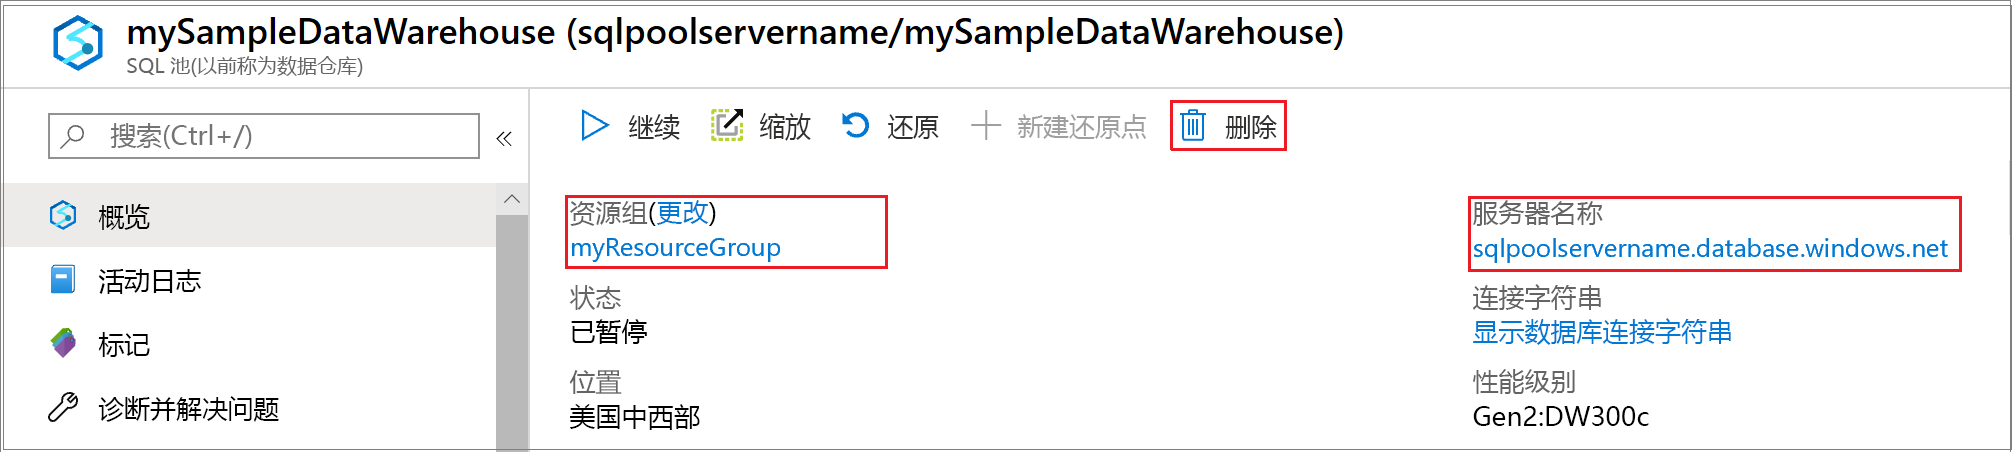 mySampleDataWarehouse (sqlpoolservername/mySampleDataWarehouse)
SQL 池(以前称为数据仓库)
搜索(Ctrl+/)
«
继续 缩放 还原 新建还原点 删除
概览
活动日志
标记
诊断并解决问题
资源组(更改)
myResourceGroup
状态
已暂停
位置
美国中西部
服务器名称
sqlpoolservername.database.windows.net
连接字符串
显示数据库连接字符串
性能级别
Gen2:DW300c